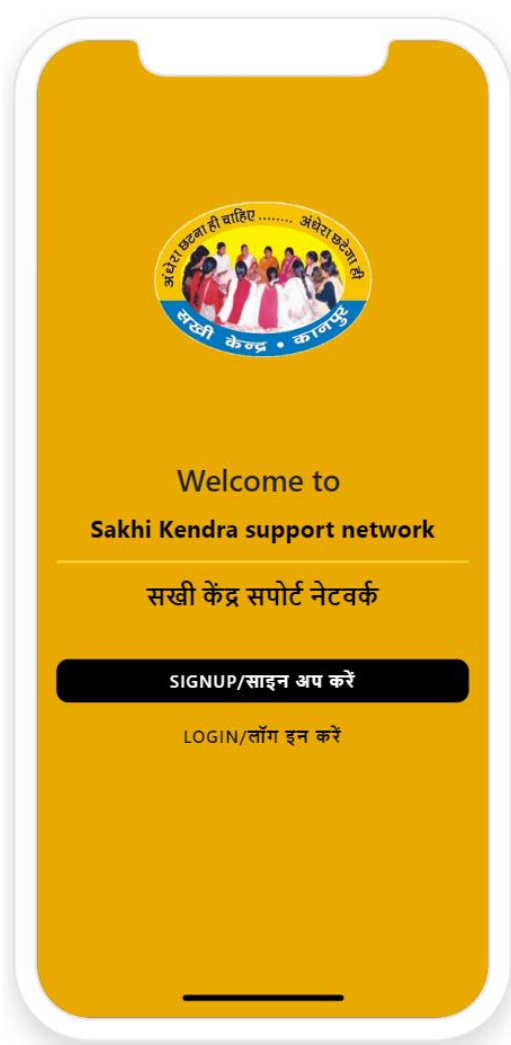 अंधेरा छटना ही चाहिए ........ अंधेरा छटेगा ही
सखी केन्द्र • कानपुर
Welcome to
Sakhi Kendra support network
सखी केंद्र सपोर्ट नेटवर्क
SIGNUP/साइन अप करें
LOGIN/लॉग इन करें